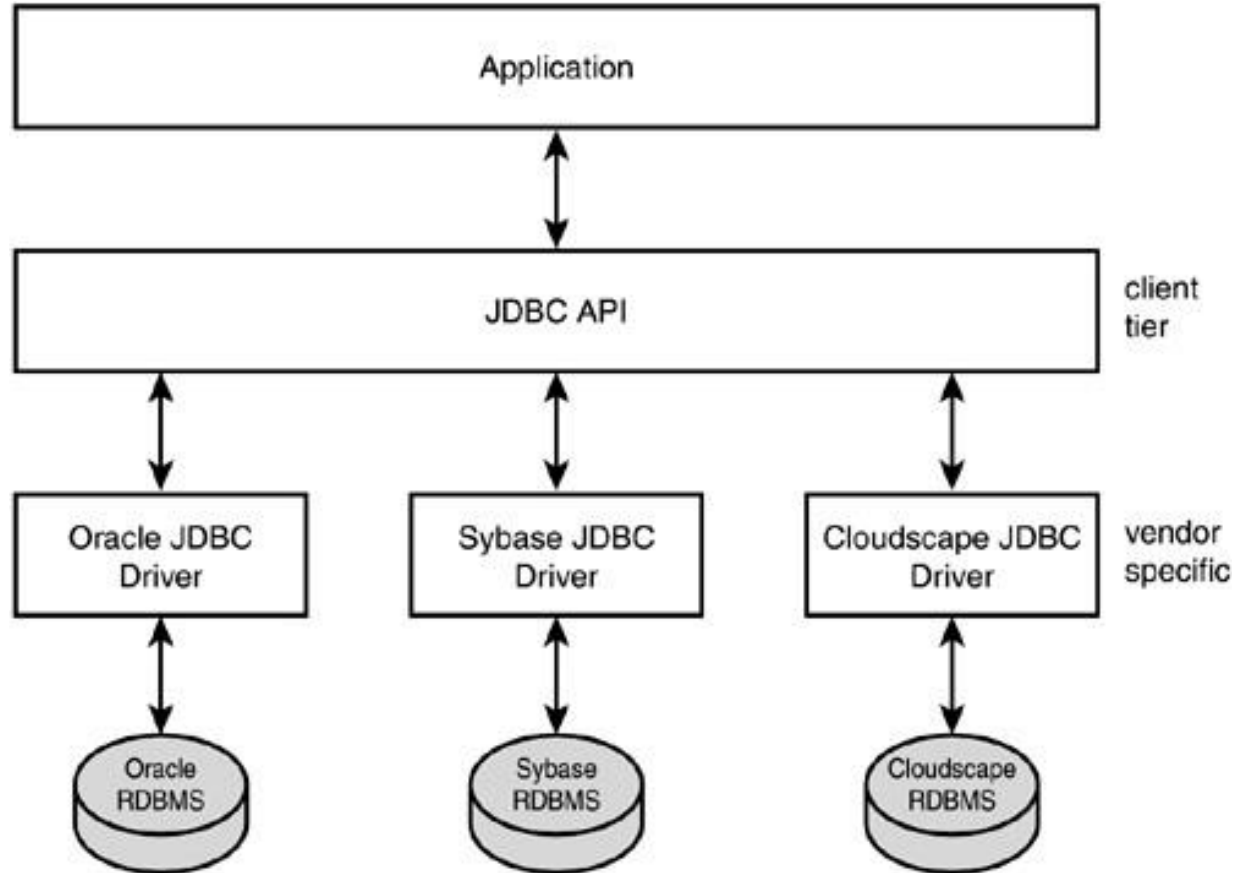 Application
JDBC API
client
tier
Oracle JDBC
Driver
Sybase JDBC
Driver
Cloudscape JDBC
Driver
vendor
specific
Oracle
RDBMS
Sybase
RDBMS
Cloudscape
RDBMS